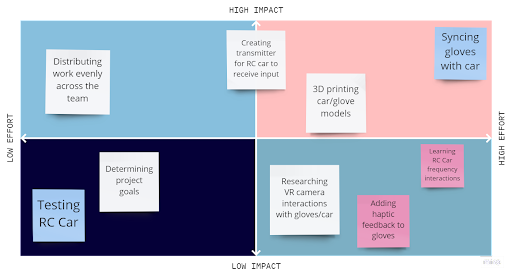 HIGH IMPACT
Distributing
work evenly
across the
team
Creating
transmitter
for RC car to
receive input
3D printing
car/glove
models
Syncing
gloves
with car
LOW EFFORT
HIGH EFFORT
Testing
RC Car
Determining
project
goals
Researching
VR camera
interactions
with gloves/car
Adding
haptic
feedback to
gloves
Learning
RC Car
frequency
interactions
LOW IMPACT